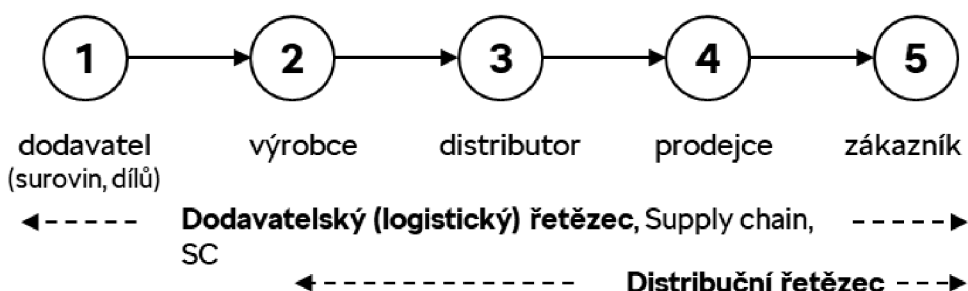 1 2 3 4 5
dodavatel výrobce distributor prodejce zákazník
(surovin, dílů)
Dodavatelský (logistický) řetězec, Supply chain,
SC
Distribuční řetězec